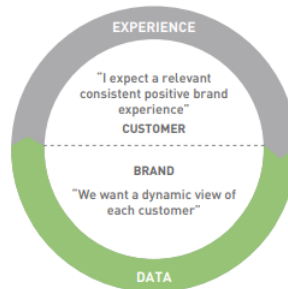 EXPERIENCE
“I expect a relevant
consistent positive brand
experience”
CUSTOMER
BRAND
“We want a dynamic view of
each customer”
DATA